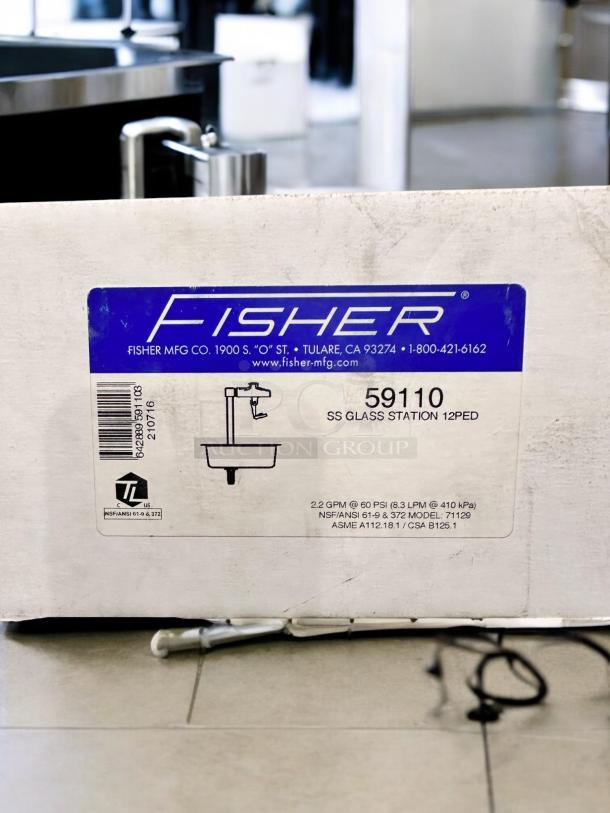 FISHER®
FISHER MFG CO. 1900 S. "O" ST. • TULARE, CA 93274 • 1-800-421-6162
www.fisher-mfg.com
59110
SS GLASS STATION 12PED
642889 591103
210716
AUCTION GROUP
TL
C US
NSF/ANSI 61-9 & 372
2.2 GPM @ 60 PSI (8.3 LPM @ 410 kPa)
NSF/ANSI 61-9 & 372 MODEL: 71129
ASME A112.18.1 / CSA B125.1